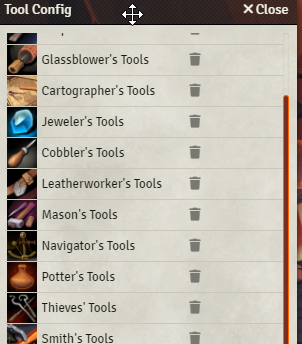 Tool Config
✕ Close
Glassblower's Tools
Cartographer's Tools
Jeweler's Tools
Cobbler's Tools
Leatherworker's Tools
Mason's Tools
Navigator's Tools
Potter's Tools
Thieves' Tools
Smith's Tools